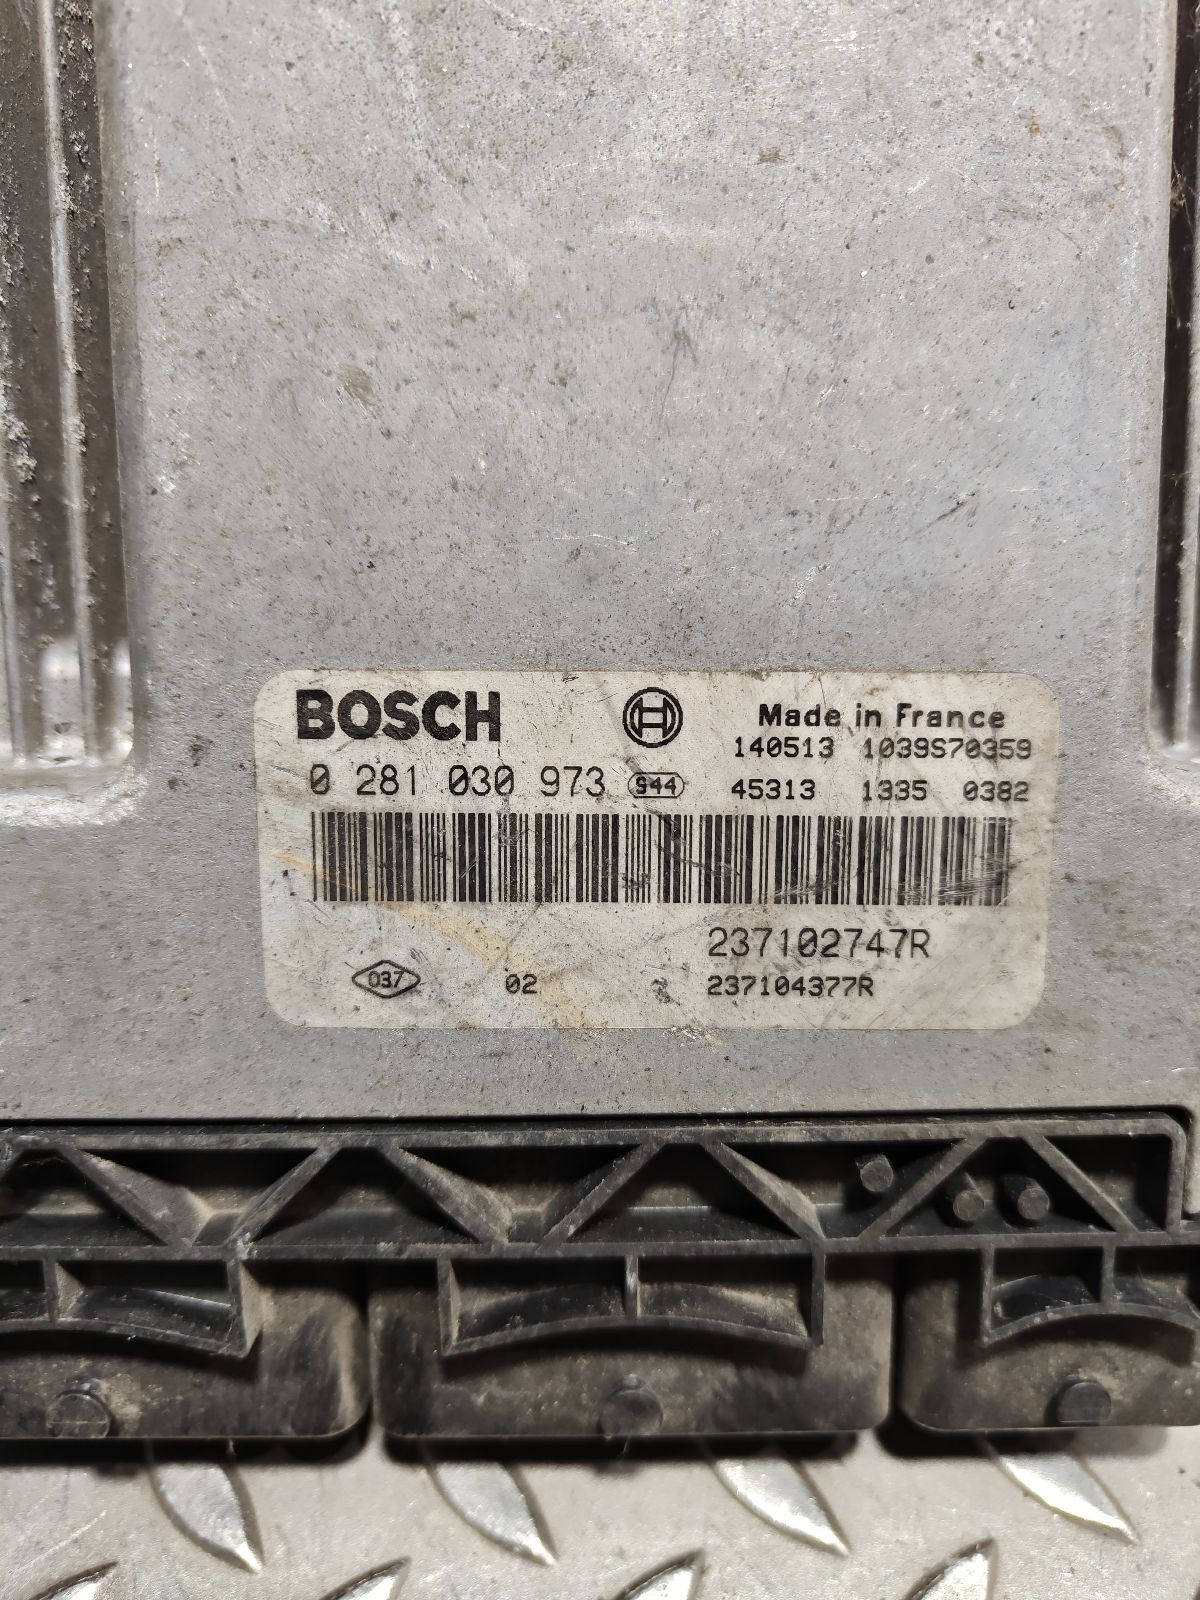 BOSCH
Made in France
140513 1039S70359
0 281 030 973 944
45313 1335 0382
237102747R
037 02 237104377R